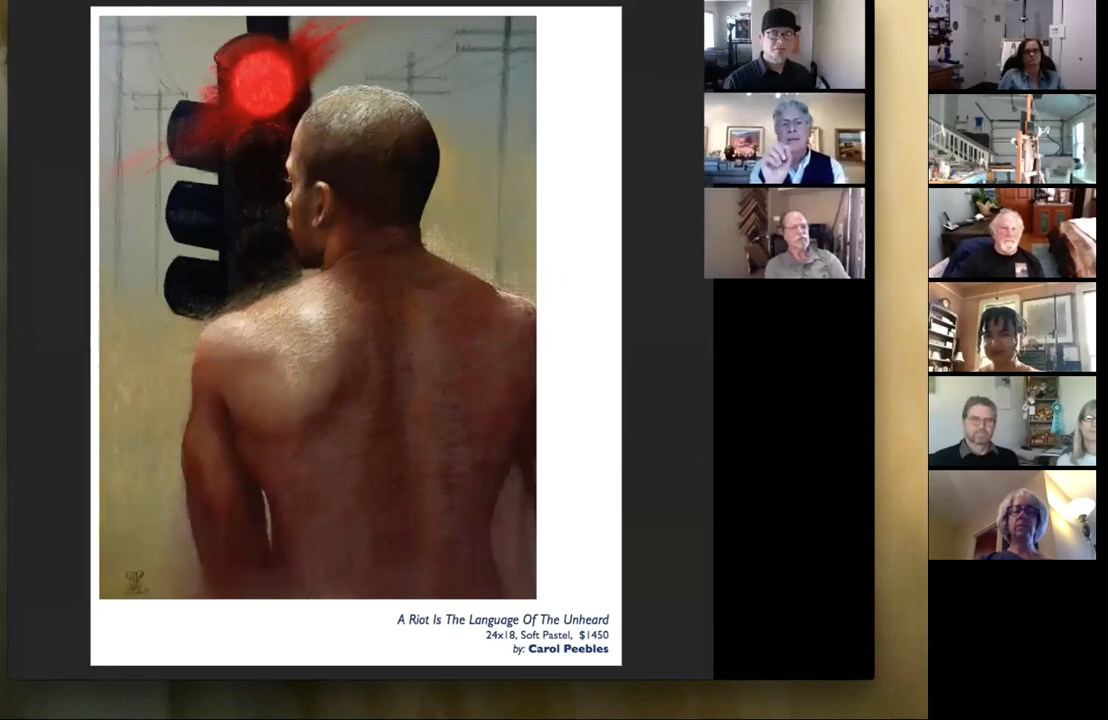 A Riot Is The Language Of The Unheard
24x18, Soft Pastel, $1450
by: Carol Peebles